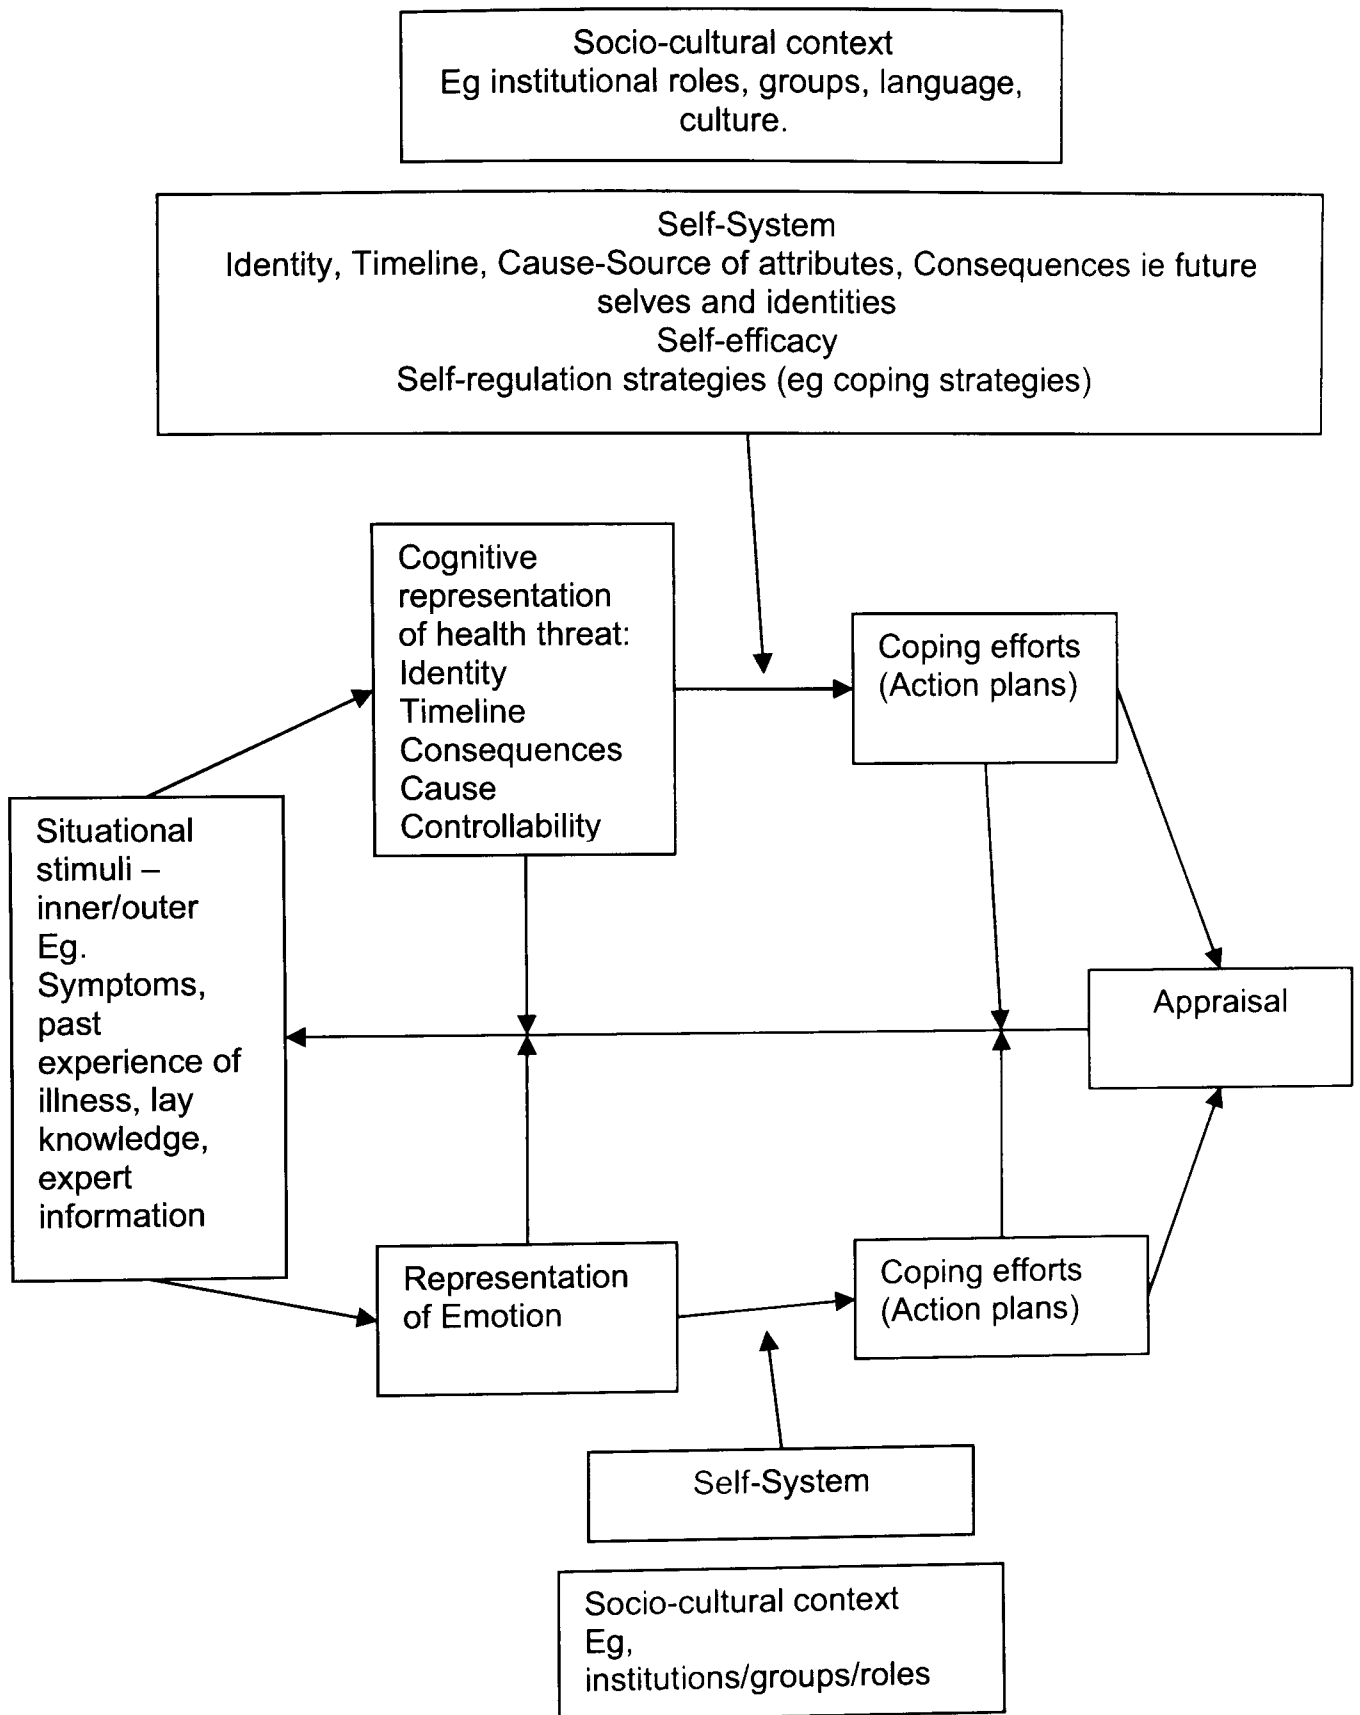 Socio-cultural context
Eg institutional roles, groups, language,
culture.
Self-System
Identity, Timeline, Cause-Source of attributes, Consequences ie future
selves and identities
Self-efficacy
Self-regulation strategies (eg coping strategies)
Cognitive
representation
of health threat:
Identity
Timeline
Consequences
Cause
Controllability
Coping efforts
(Action plans)
Situational
stimuli –
inner/outer
Eg.
Symptoms,
past
experience of
illness, lay
knowledge,
expert
information
Appraisal
Representation
of Emotion
Coping efforts
(Action plans)
Self-System
Socio-cultural context
Eg,
institutions/groups/roles